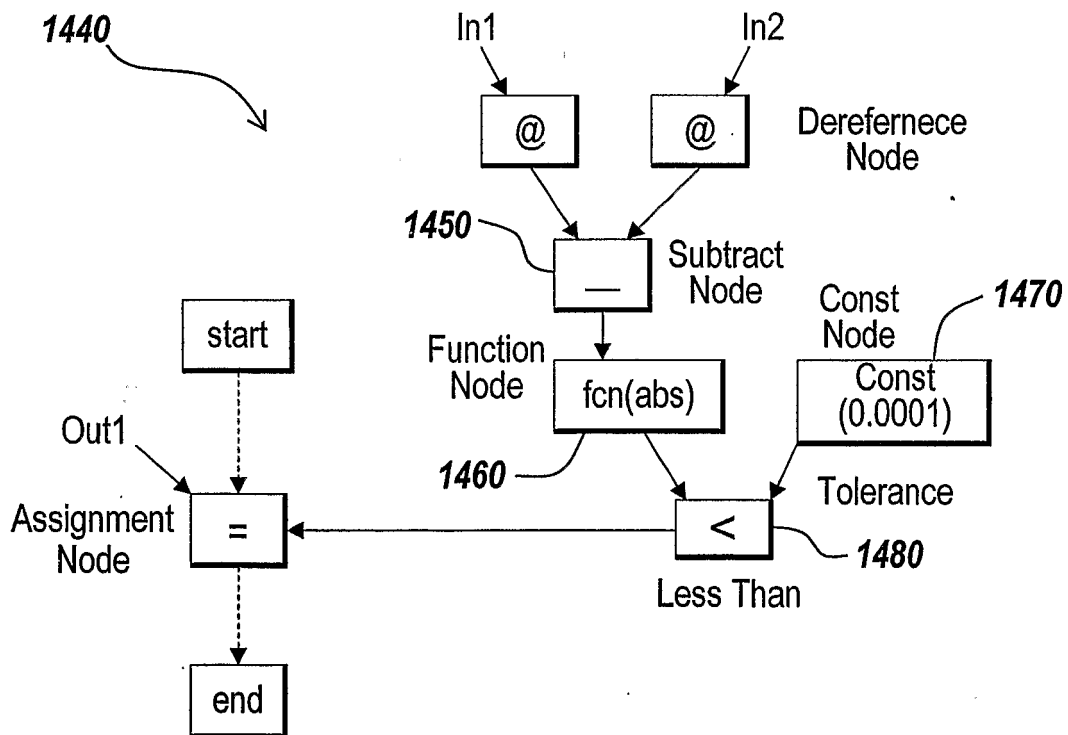 1440
In1
In2
@
@
Derefernece
Node
1450
–
Subtract
Node
Const
Node
1470
start
Function
Node
fcn(abs)
Const
(0.0001)
Out1
1460
Tolerance
Assignment
Node
=
<
1480
Less Than
end